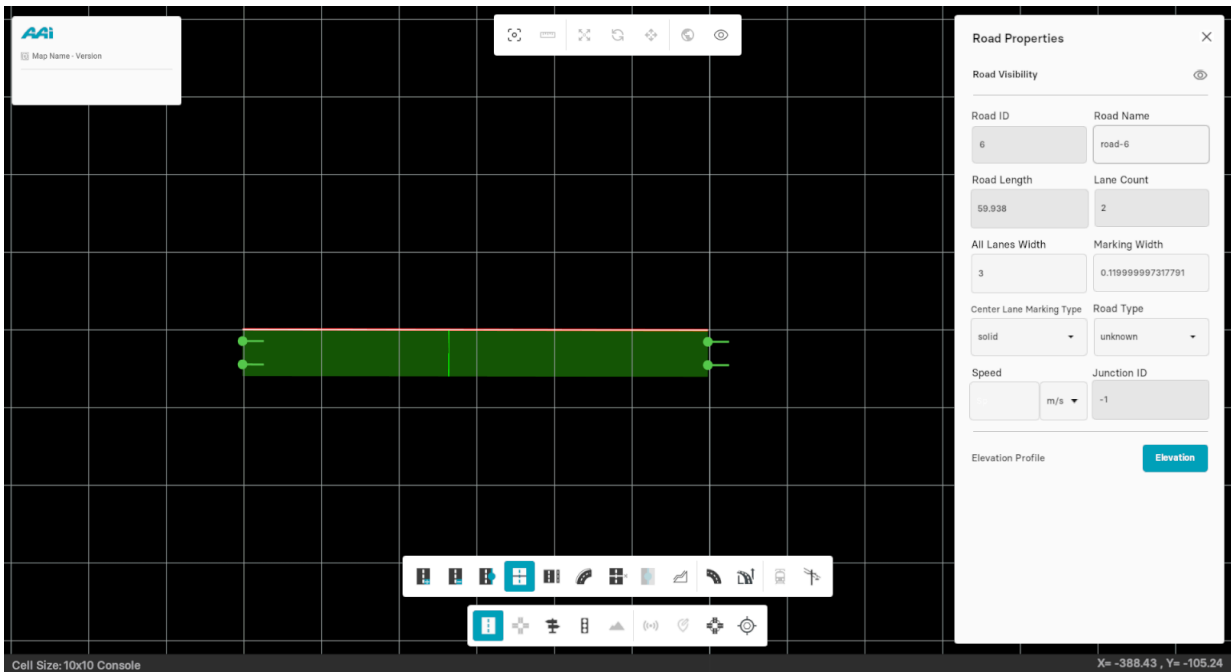 AAi
Map Name - Version
Road Properties
Road Visibility
Road ID Road Name
6 road-6
Road Length Lane Count
59.938 2
All Lanes Width Marking Width
3 0.119999997317791
Center Lane Marking Type Road Type
solid unknown
Speed Junction ID
m/s -1
Elevation Profile Elevation
Cell Size: 10x10 Console X= -388.43 , Y= -105.24